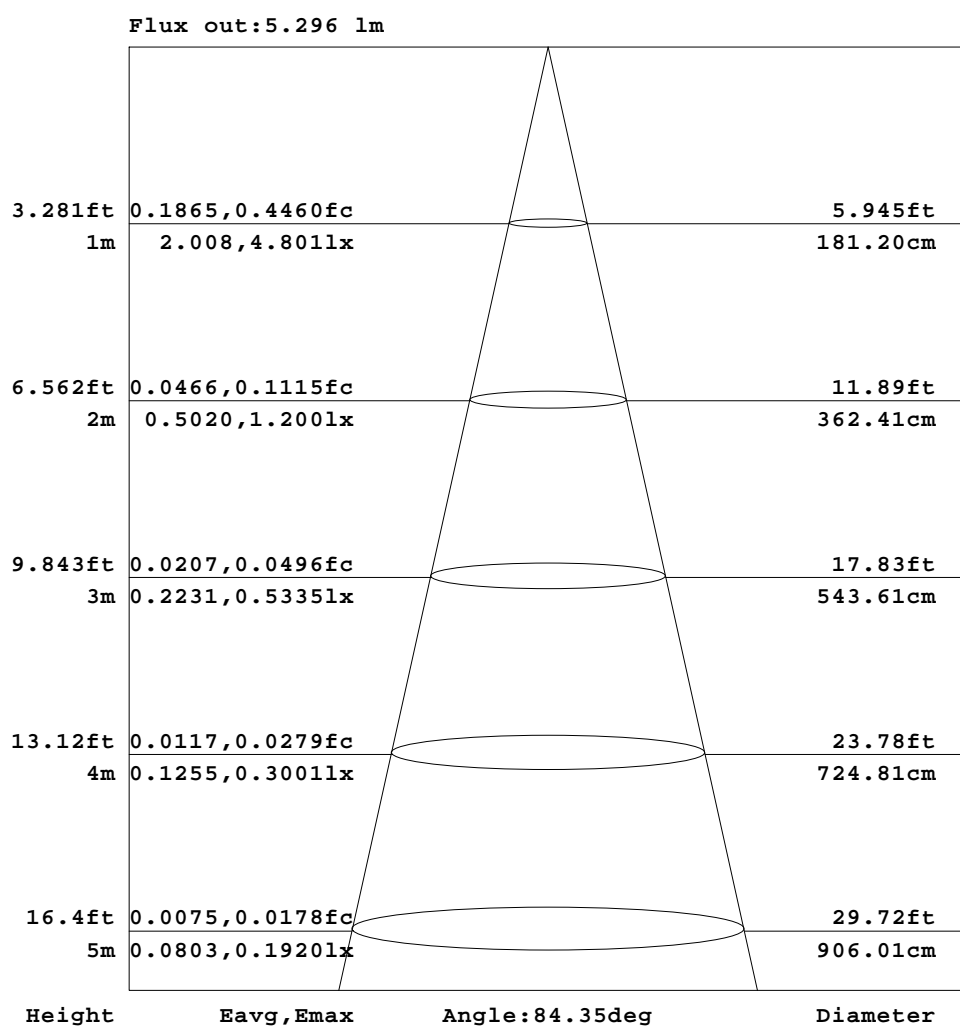 Flux out:5.296 lm
3.281ft 0.1865,0.4460fc 5.945ft
1m 2.008,4.801lx 181.20cm
6.562ft 0.0466,0.1115fc 11.89ft
2m 0.5020,1.200lx 362.41cm
9.843ft 0.0207,0.0496fc 17.83ft
3m 0.2231,0.5335lx 543.61cm
13.12ft 0.0117,0.0279fc 23.78ft
4m 0.1255,0.3001lx 724.81cm
16.4ft 0.0075,0.0178fc 29.72ft
5m 0.0803,0.1920lx 906.01cm
Height Eavg,Emax Angle:84.35deg Diameter